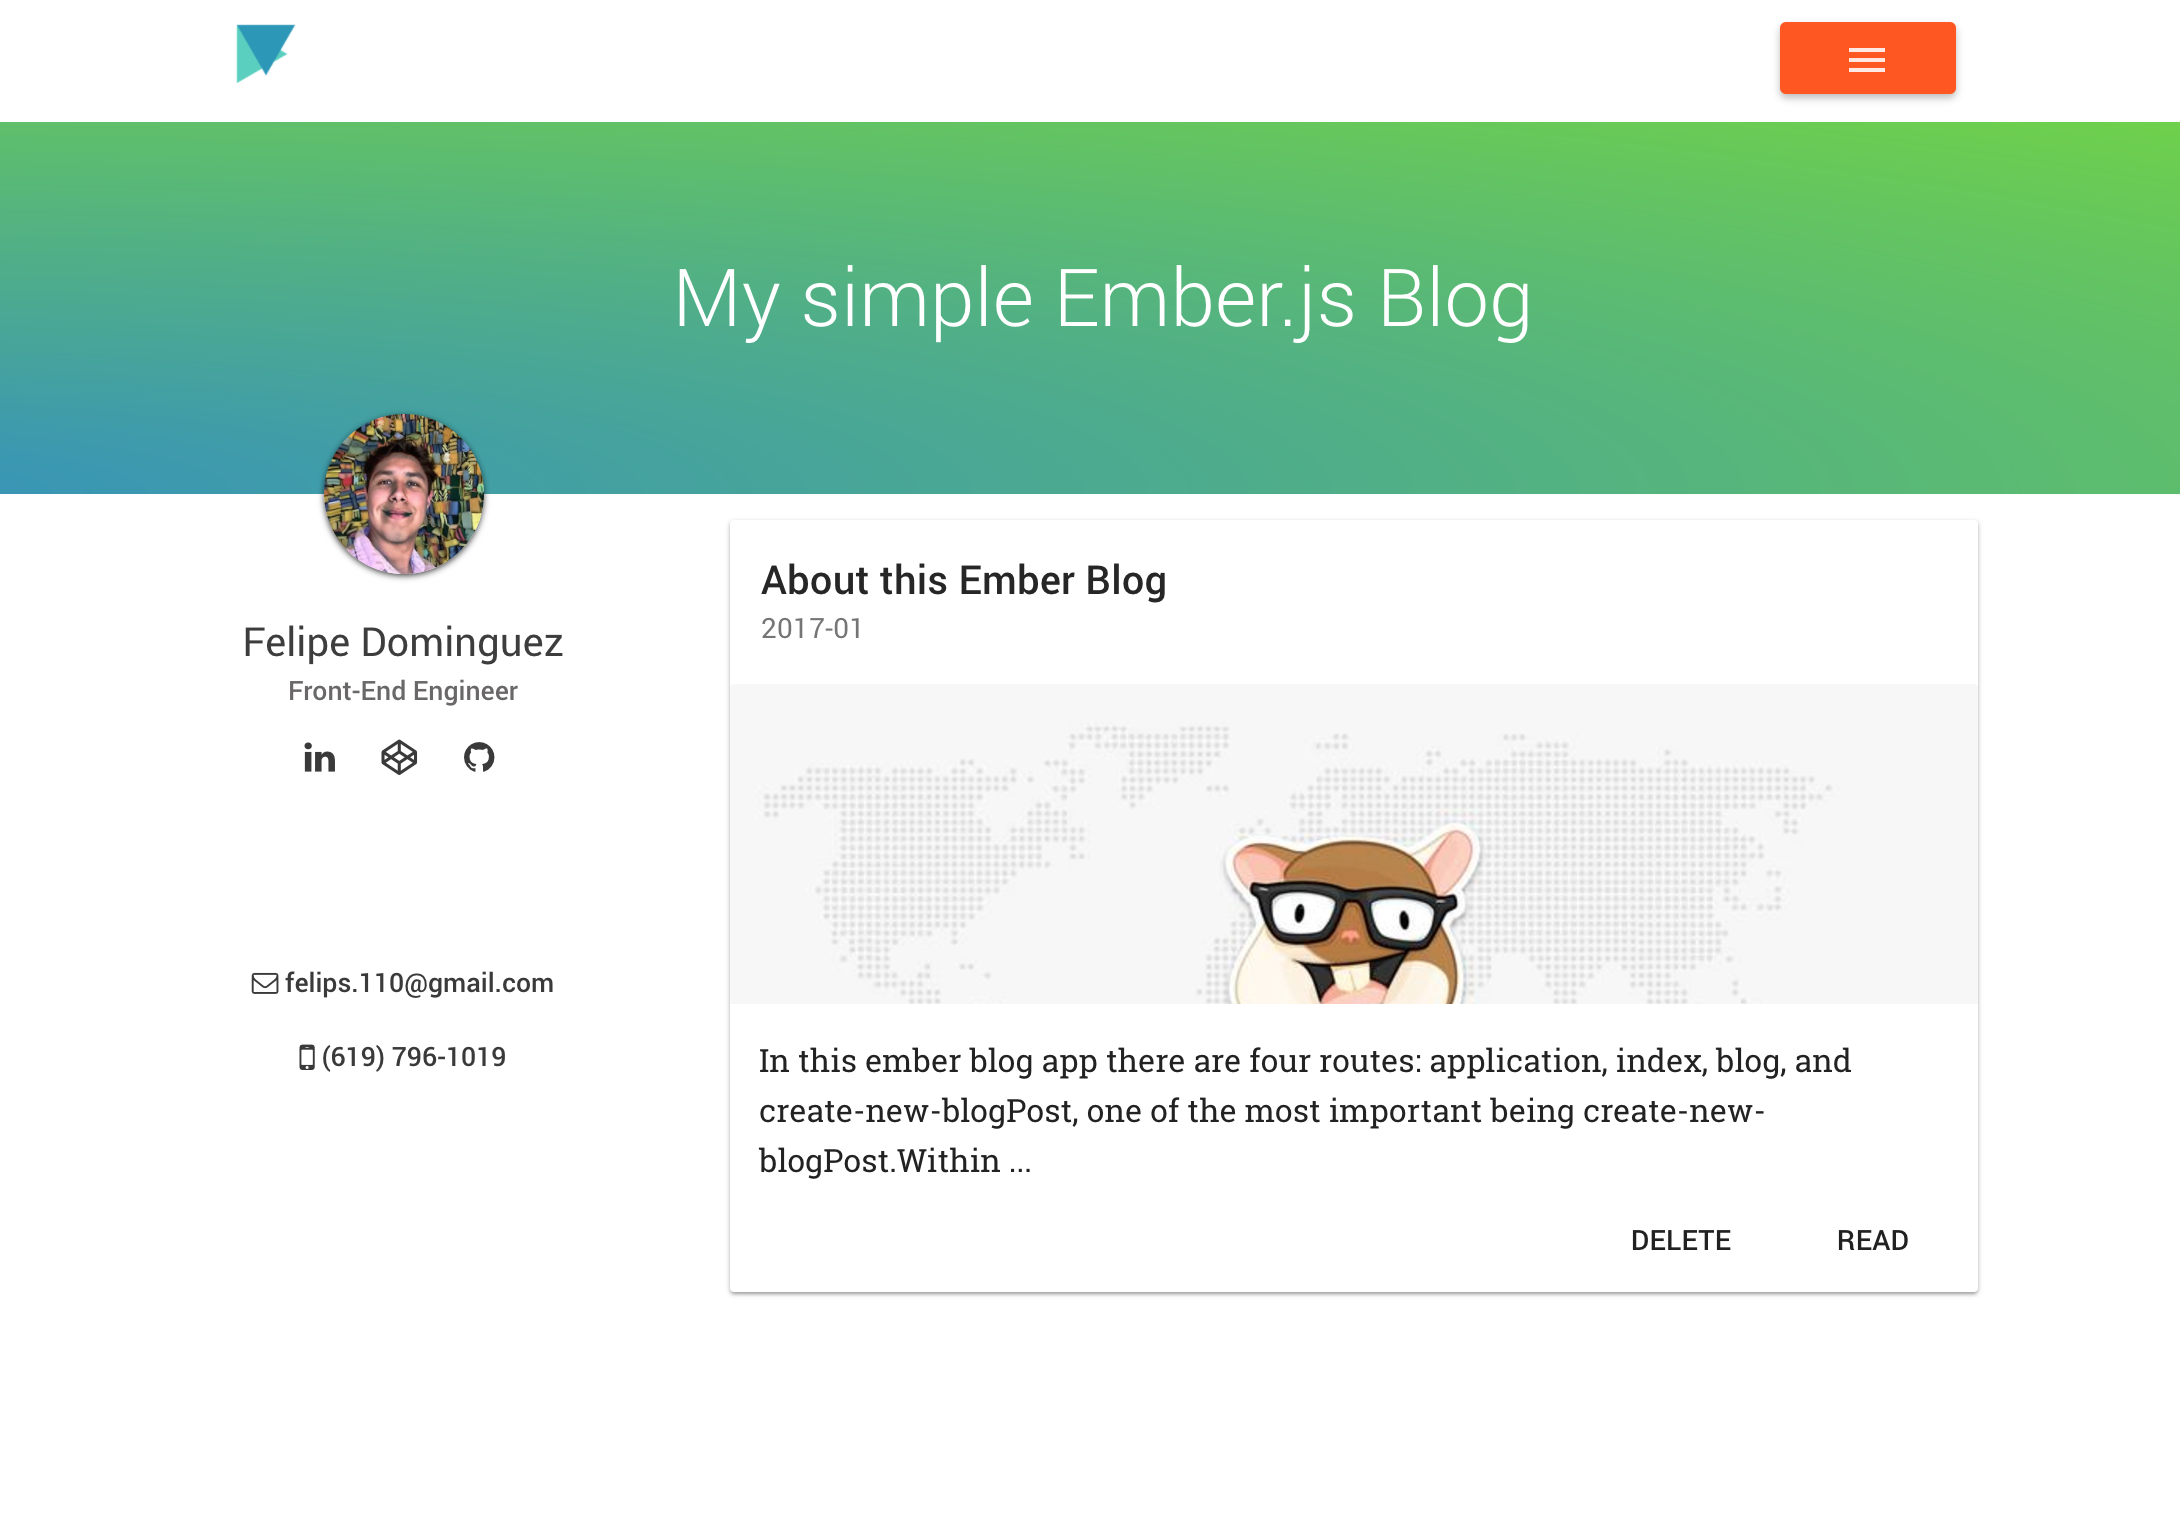 My simple Ember.js Blog
Felipe Dominguez
Front-End Engineer
felips.110@gmail.com
(619) 796-1019
About this Ember Blog
2017-01
In this ember blog app there are four routes: application, index, blog, and
create-new-blogPost, one of the most important being create-new-
blogPost.Within ...
DELETE
READ